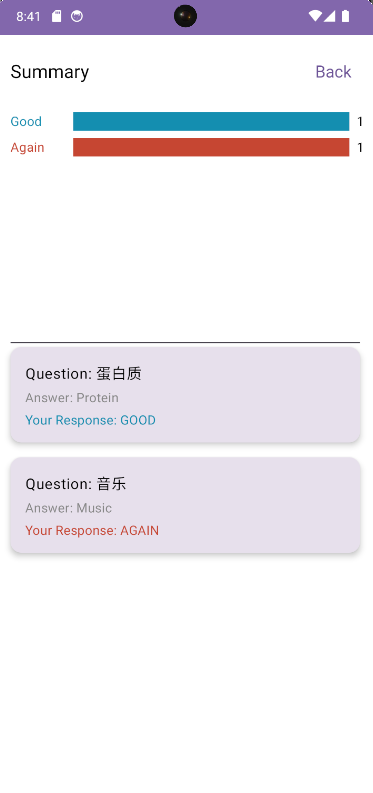 8:41
Summary Back
Good 1
Again 1
Question: 蛋白质
Answer: Protein
Your Response: GOOD
Question: 音乐
Answer: Music
Your Response: AGAIN